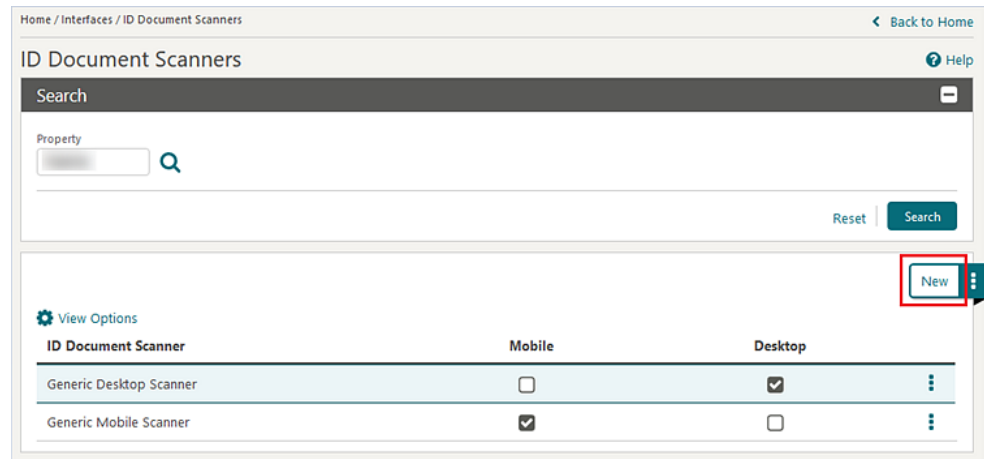 Home / Interfaces / ID Document Scanners
Back to Home
ID Document Scanners
Help
Search
Property
Reset
Search
New
View Options
ID Document Scanner Mobile Desktop
Generic Desktop Scanner
Generic Mobile Scanner